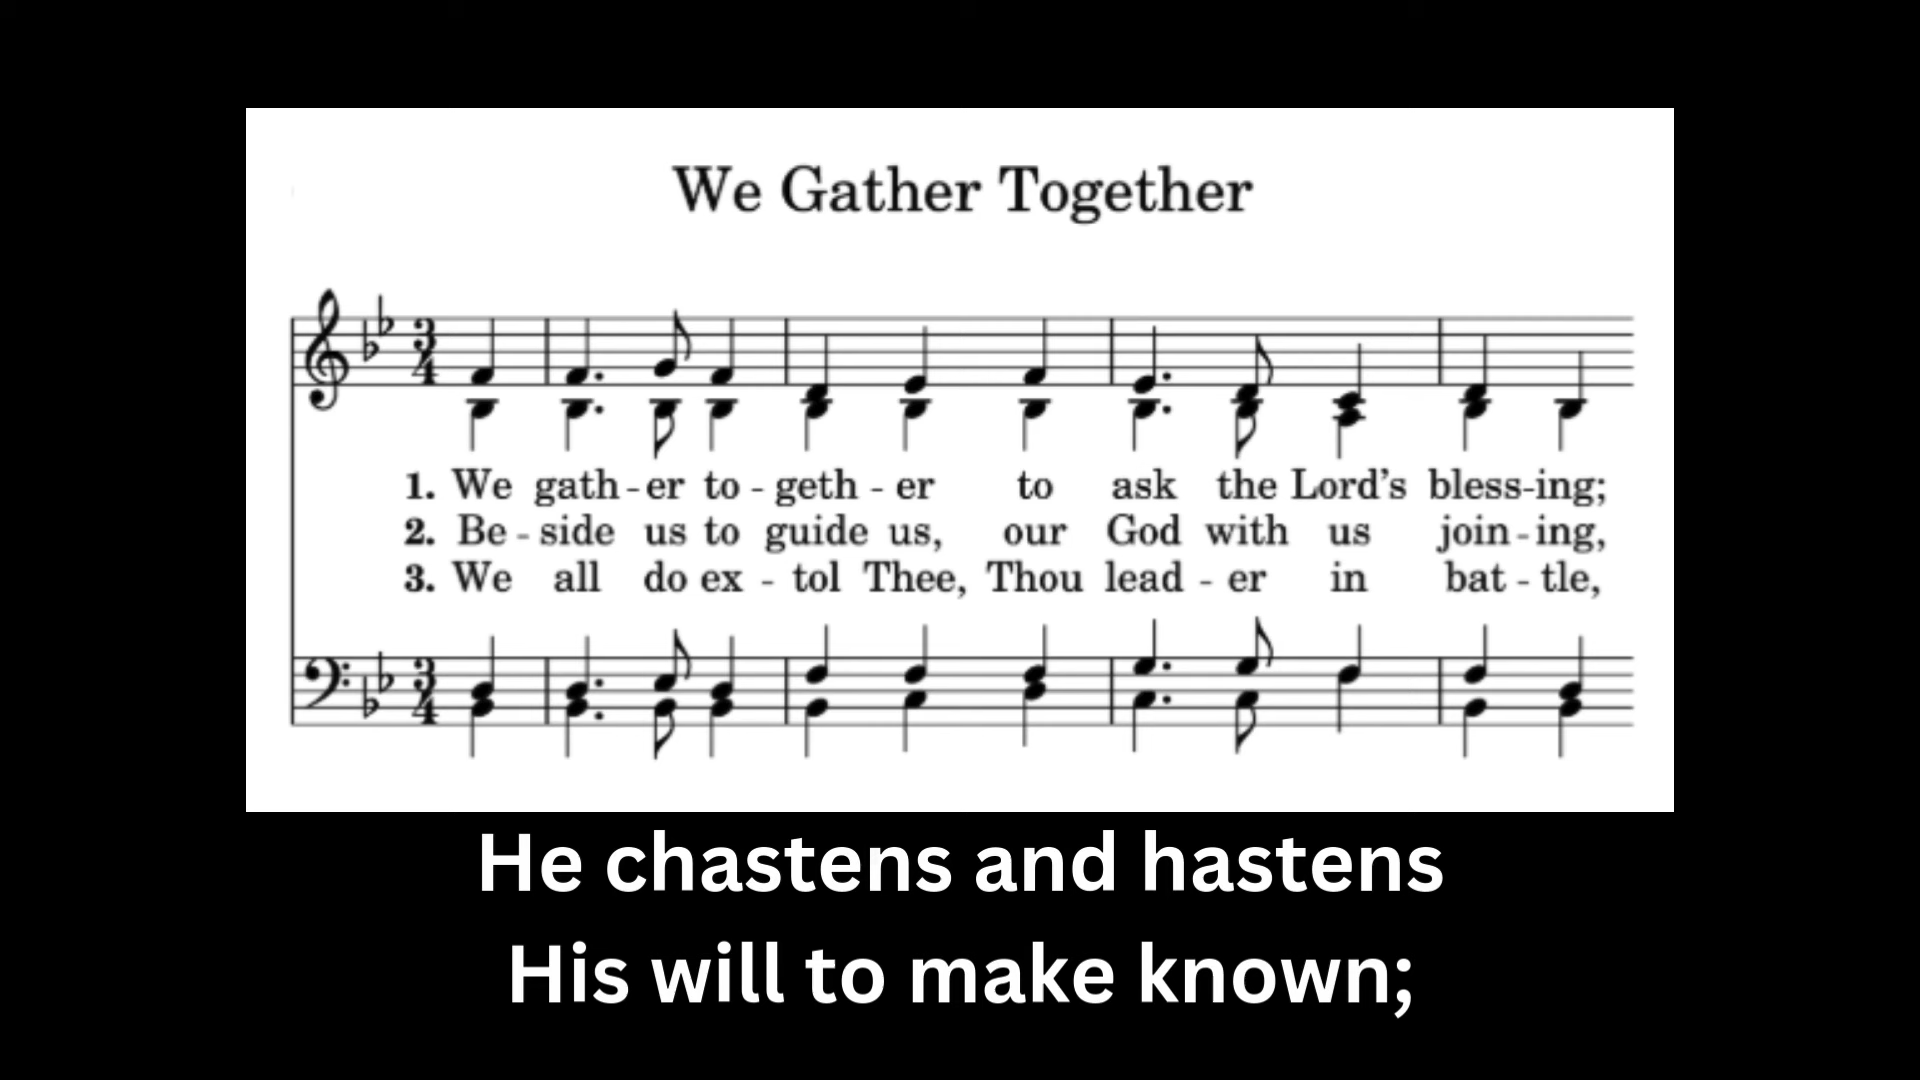 We Gather Together
1. We gath-er to - geth - er to ask the Lord's bless-ing;
2. Be - side us to guide us, our God with us join - ing,
3. We all do ex - tol Thee, Thou lead - er in bat - tle,
He chastens and hastens
His will to make known;